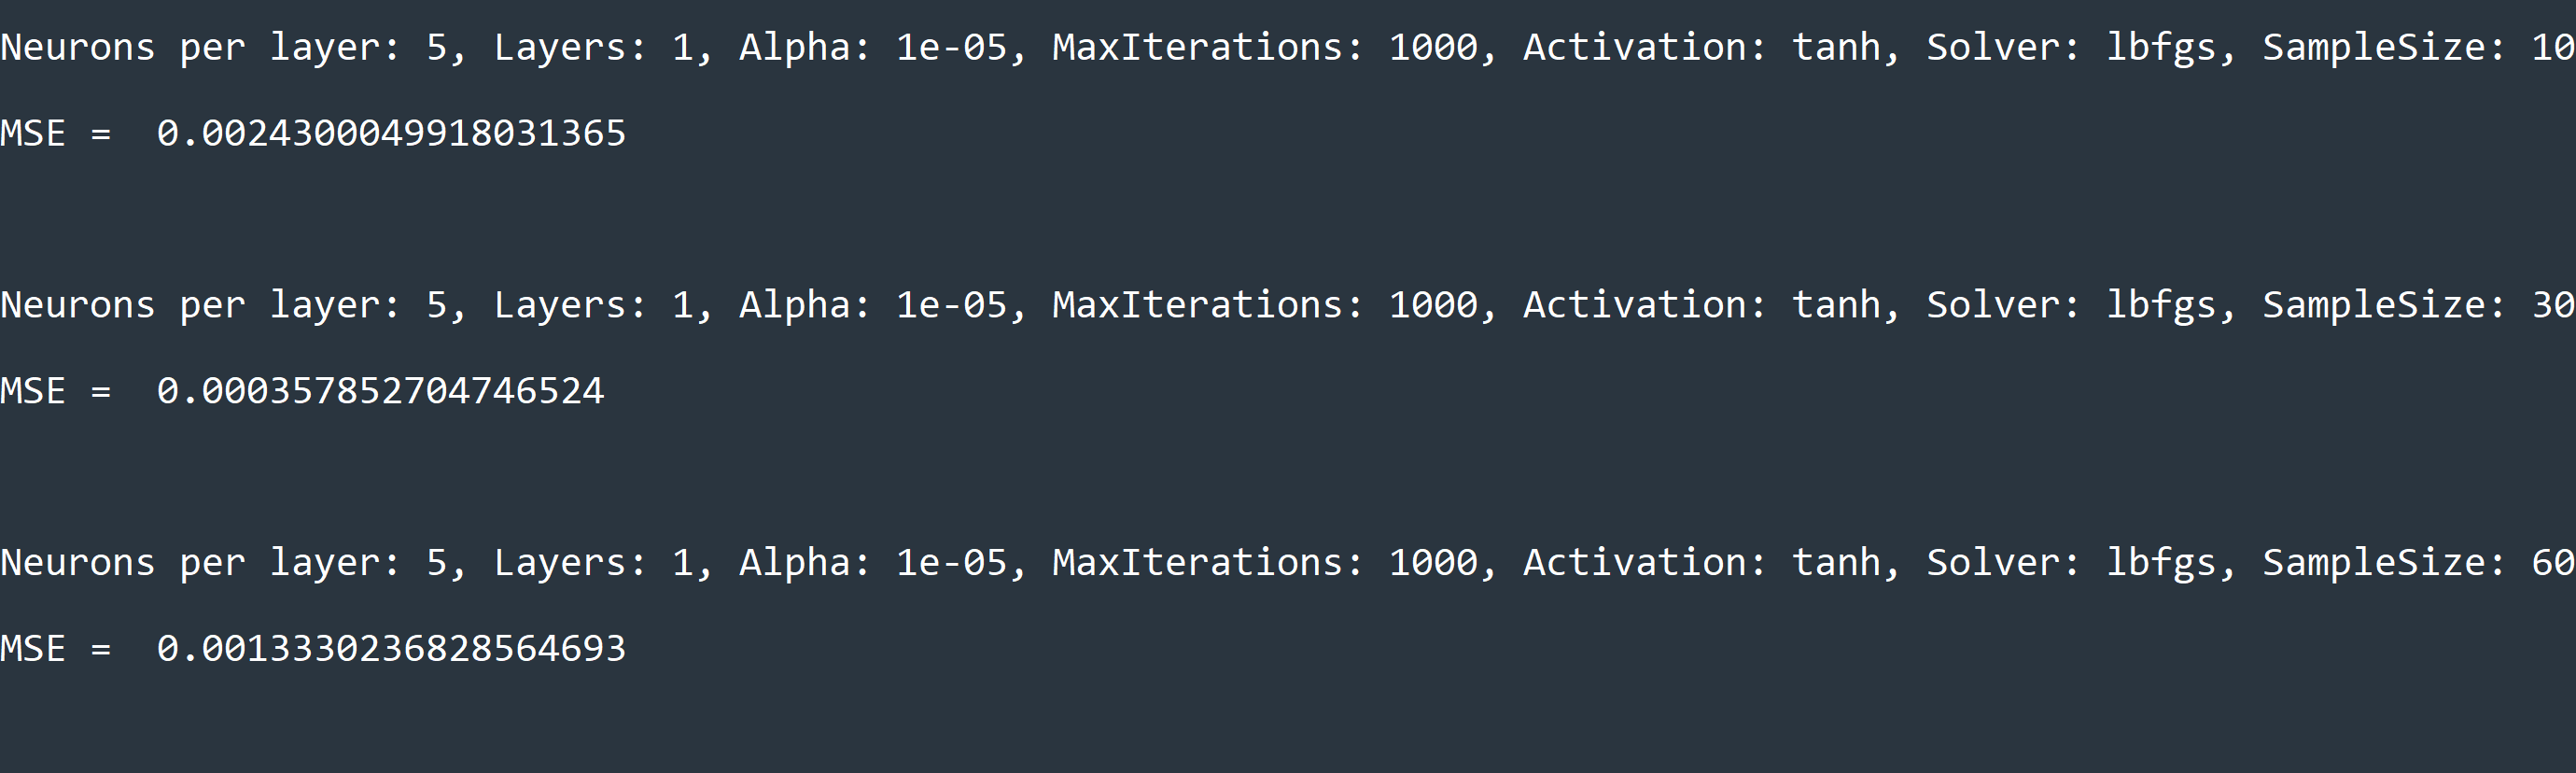 Neurons per layer: 5, Layers: 1, Alpha: 1e-05, MaxIterations: 1000, Activation: tanh, Solver: lbfgs, SampleSize: 10
MSE =  0.0024300049918031365
Neurons per layer: 5, Layers: 1, Alpha: 1e-05, MaxIterations: 1000, Activation: tanh, Solver: lbfgs, SampleSize: 30
MSE =  0.000357852704746524
Neurons per layer: 5, Layers: 1, Alpha: 1e-05, MaxIterations: 1000, Activation: tanh, Solver: lbfgs, SampleSize: 60
MSE =  0.0013330236828564693